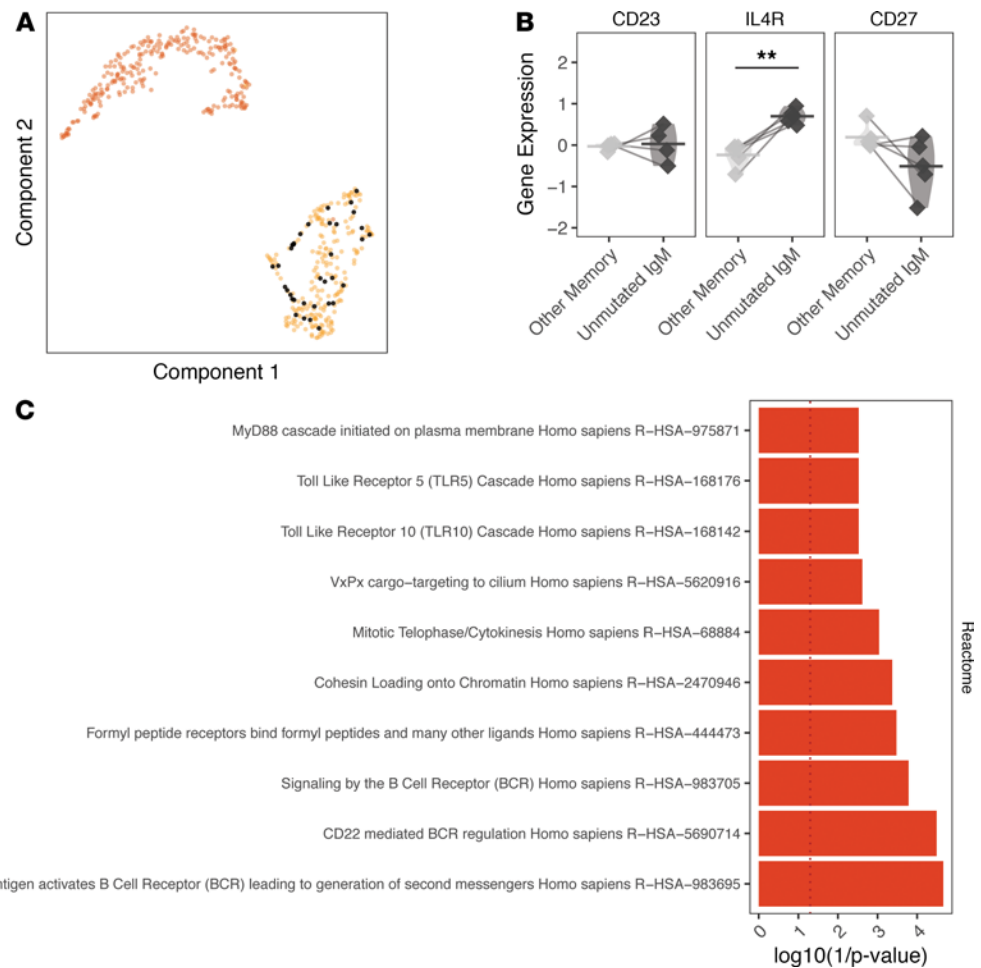 A
Component 2
Component 1
B
CD23 IL4R CD27
Gene Expression
2
1
0
−1
−2
**
Other Memory
Unmutated IgM
Other Memory
Unmutated IgM
Other Memory
Unmutated IgM
C
MyD88 cascade initiated on plasma membrane Homo sapiens R−HSA−975871
Toll Like Receptor 5 (TLR5) Cascade Homo sapiens R−HSA−168176
Toll Like Receptor 10 (TLR10) Cascade Homo sapiens R−HSA−168142
VxPx cargo−targeting to cilium Homo sapiens R−HSA−5620916
Mitotic Telophase/Cytokinesis Homo sapiens R−HSA−68884
Cohesin Loading onto Chromatin Homo sapiens R−HSA−2470946
Formyl peptide receptors bind formyl peptides and many other ligands Homo sapiens R−HSA−444473
Signaling by the B Cell Receptor (BCR) Homo sapiens R−HSA−983705
CD22 mediated BCR regulation Homo sapiens R−HSA−5690714
ntigen activates B Cell Receptor (BCR) leading to generation of second messengers Homo sapiens R−HSA−983695
Reactome
0 1 2 3 4
log10(1/p-value)